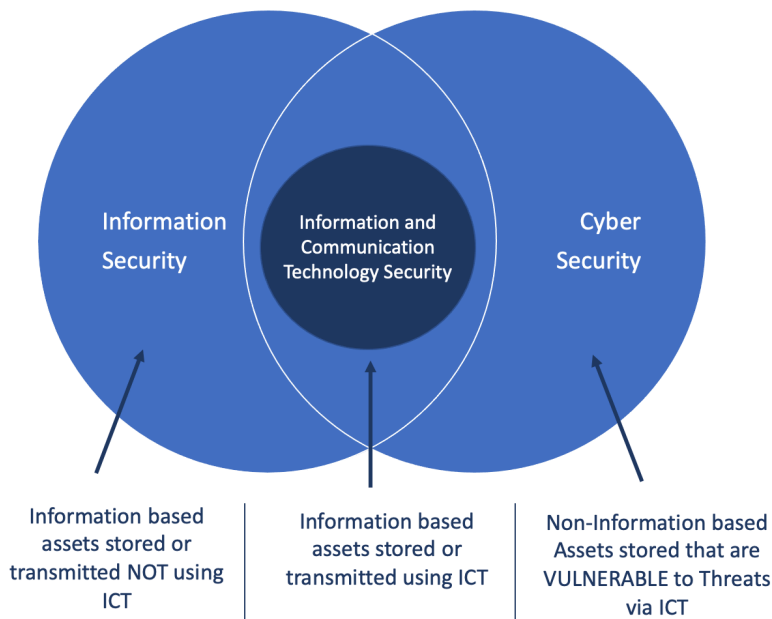 Information
Security
Information and
Communication
Technology Security
Cyber
Security
Information based
assets stored or
transmitted NOT using
ICT
Information based
assets stored or
transmitted using ICT
Non-Information based
Assets stored that are
VULNERABLE to Threats
via ICT